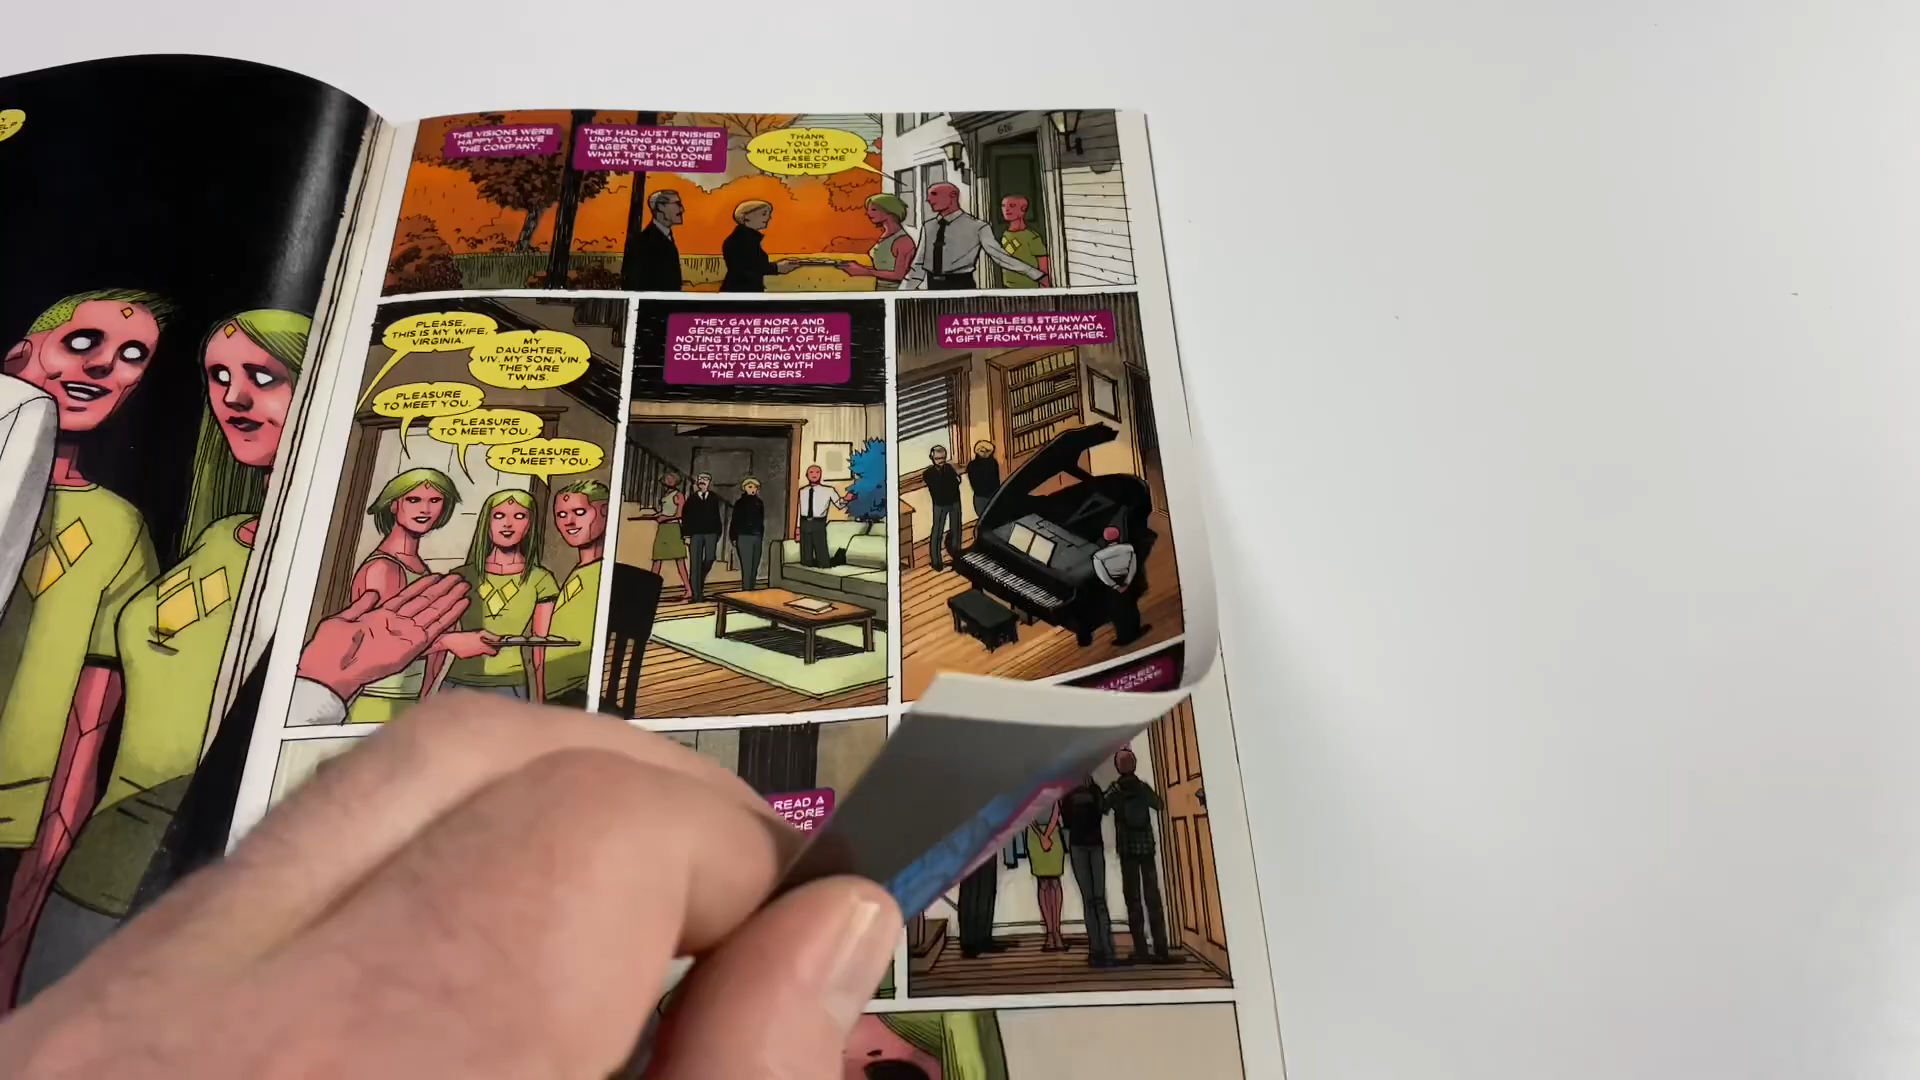 THE VISIONS WERE
HAPPY TO HAVE
THE COMPANY.
THEY HAD JUST FINISHED
UNPACKING AND WERE
EAGER TO SHOW OFF
WHAT THEY HAD DONE
WITH THE HOUSE.
THANK
YOU SO
MUCH. WON'T YOU
PLEASE COME
INSIDE?
616
PLEASE,
THIS IS MY WIFE,
VIRGINIA.
MY
DAUGHTER,
VIV. MY SON, VIN.
THEY ARE
TWINS.
PLEASURE
TO MEET YOU.
PLEASURE
TO MEET YOU.
PLEASURE
TO MEET YOU.
THEY GAVE NORA AND
GEORGE A BRIEF TOUR,
NOTING THAT MANY OF THE
OBJECTS ON DISPLAY WERE
COLLECTED DURING VISION'S
MANY YEARS WITH
THE AVENGERS.
A STRINGLESS STEINWAY
IMPORTED FROM WAKANDA.
A GIFT FROM THE PANTHER.
READ A